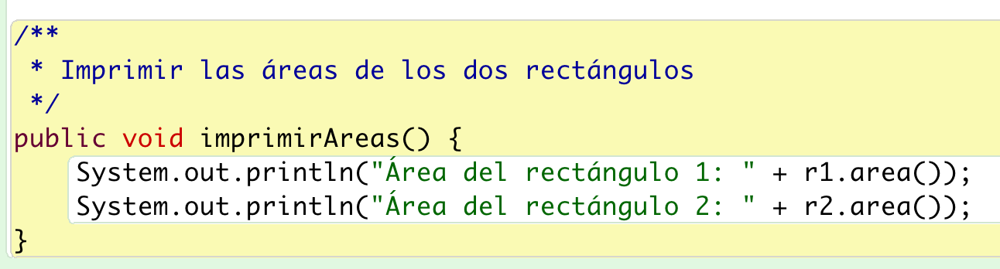 /**
 * Imprimir las áreas de los dos rectángulos
 */
public void imprimirAreas() {
    System.out.println("Área del rectángulo 1: " + r1.area());
    System.out.println("Área del rectángulo 2: " + r2.area());
}